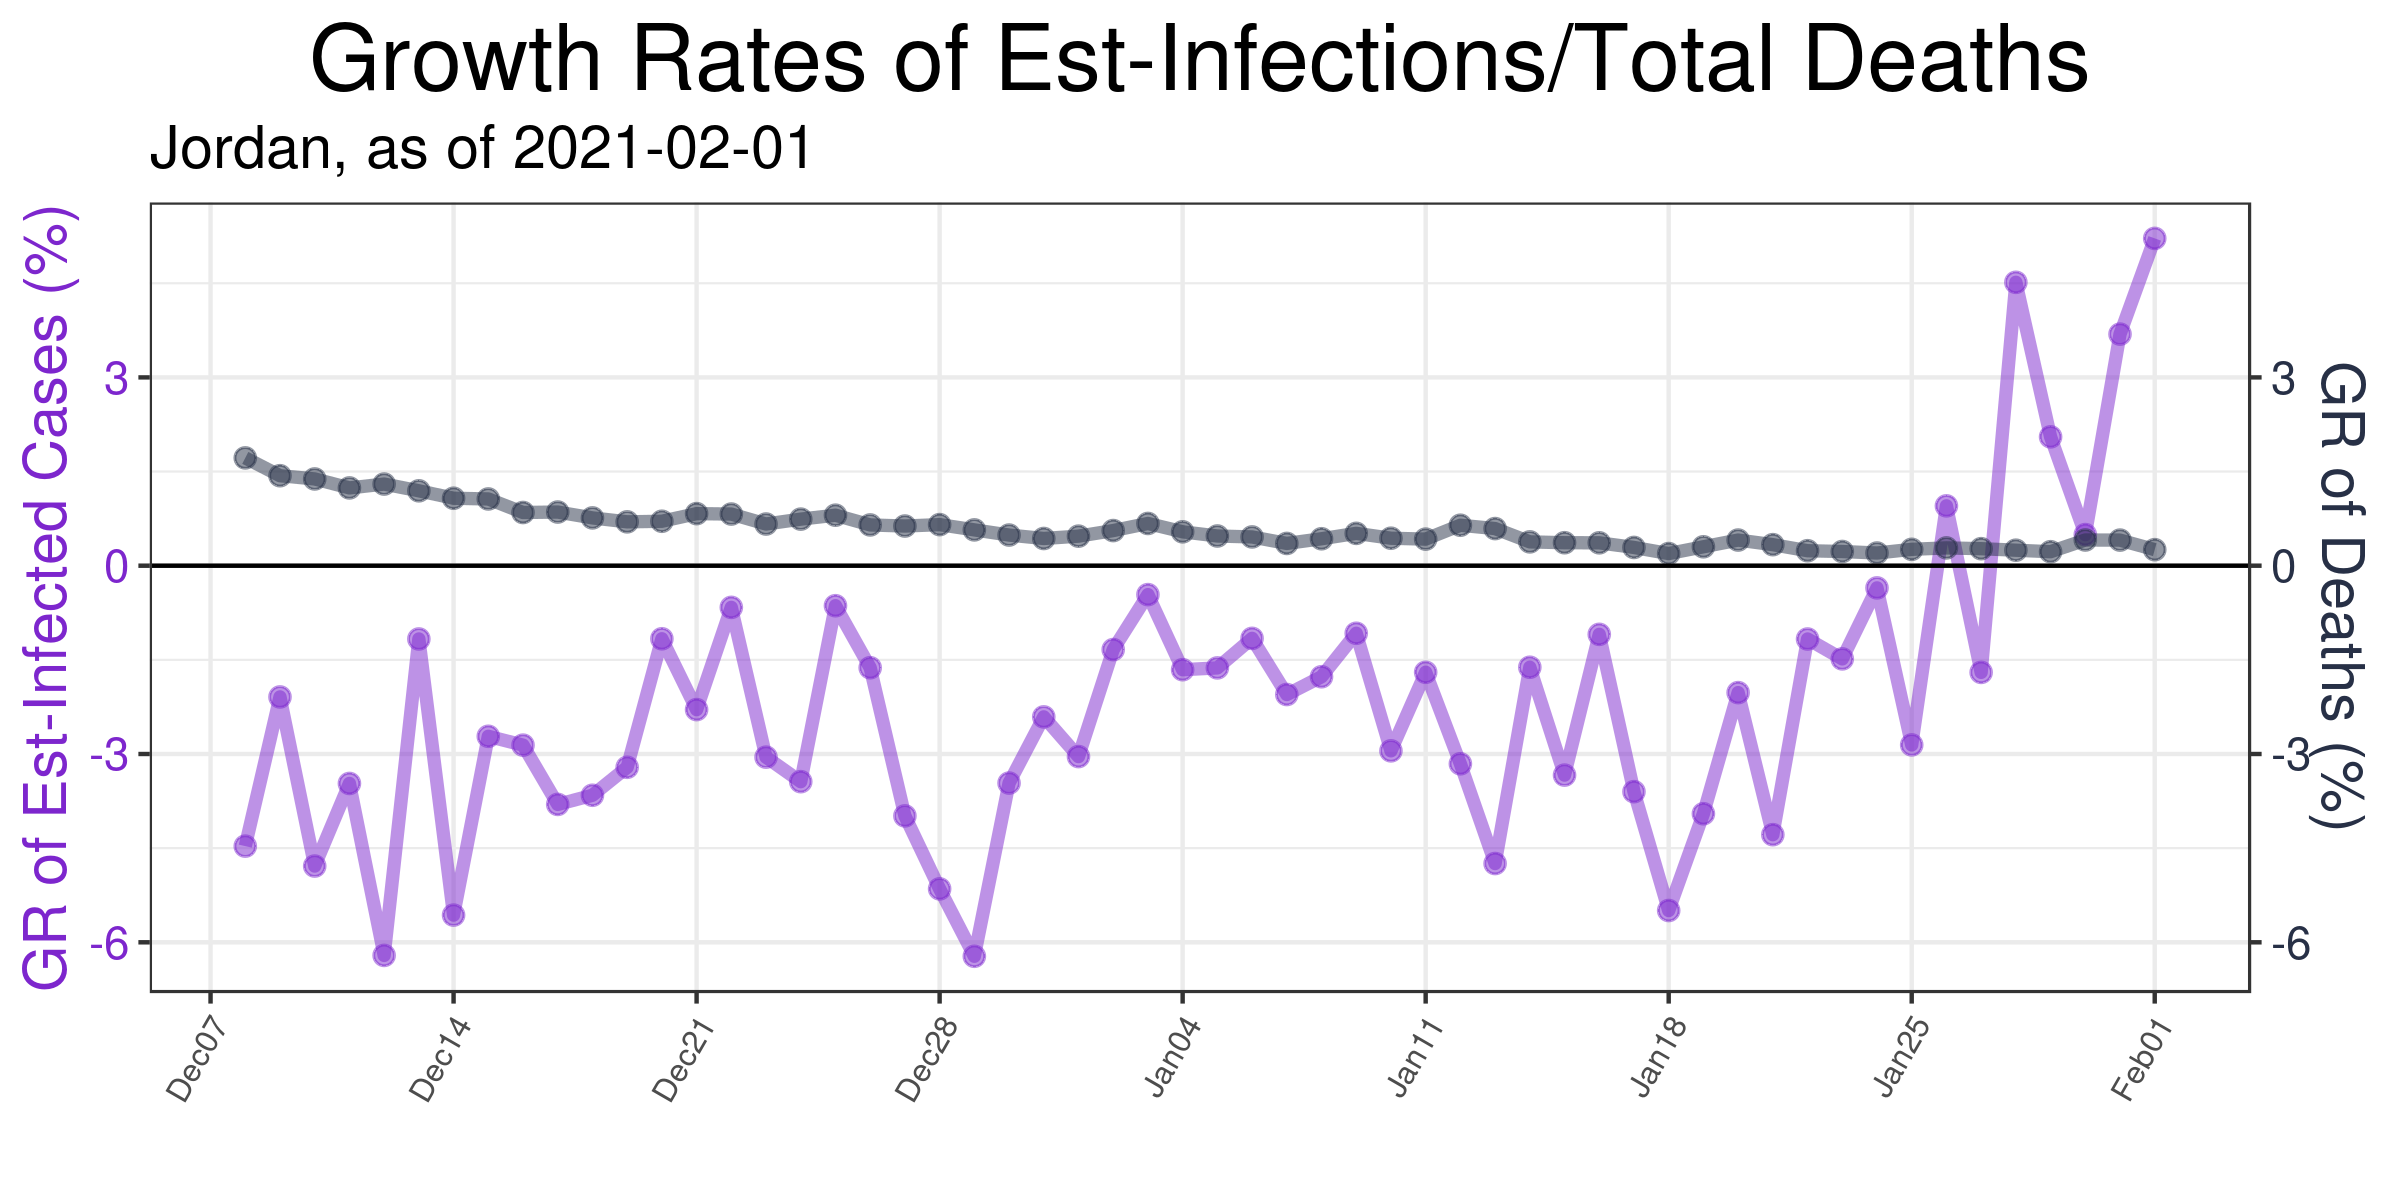 Growth Rates of Est-Infections/Total Deaths
Jordan, as of 2021-02-01
GR of Est-Infected Cases (%)
3
0
-3
-6
3
0
-3
-6
GR of Deaths (%)
Dec07
Dec14
Dec21
Dec28
Jan04
Jan11
Jan18
Jan25
Feb01